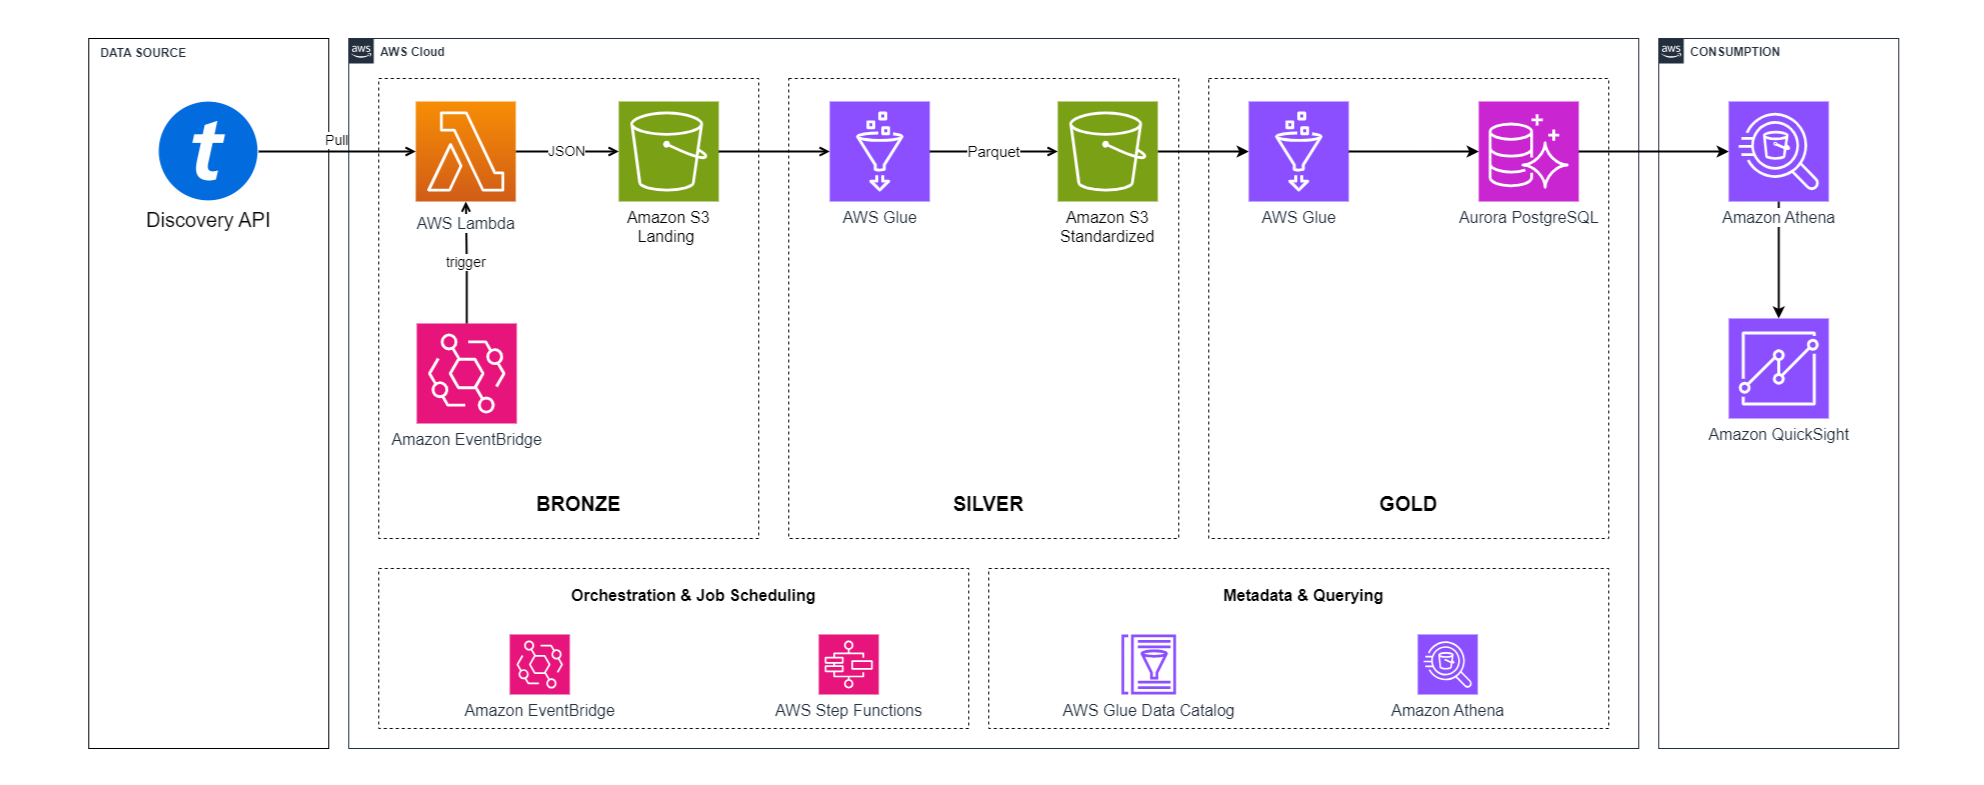 DATA SOURCE
aws
AWS Cloud
aws
CONSUMPTION
t
Discovery API
Pull
AWS Lambda
JSON
Amazon S3
Landing
trigger
Amazon EventBridge
BRONZE
AWS Glue
Parquet
Amazon S3
Standardized
SILVER
AWS Glue
Aurora PostgreSQL
GOLD
Amazon Athena
Amazon QuickSight
Orchestration & Job Scheduling
Amazon EventBridge
AWS Step Functions
Metadata & Querying
AWS Glue Data Catalog
Amazon Athena